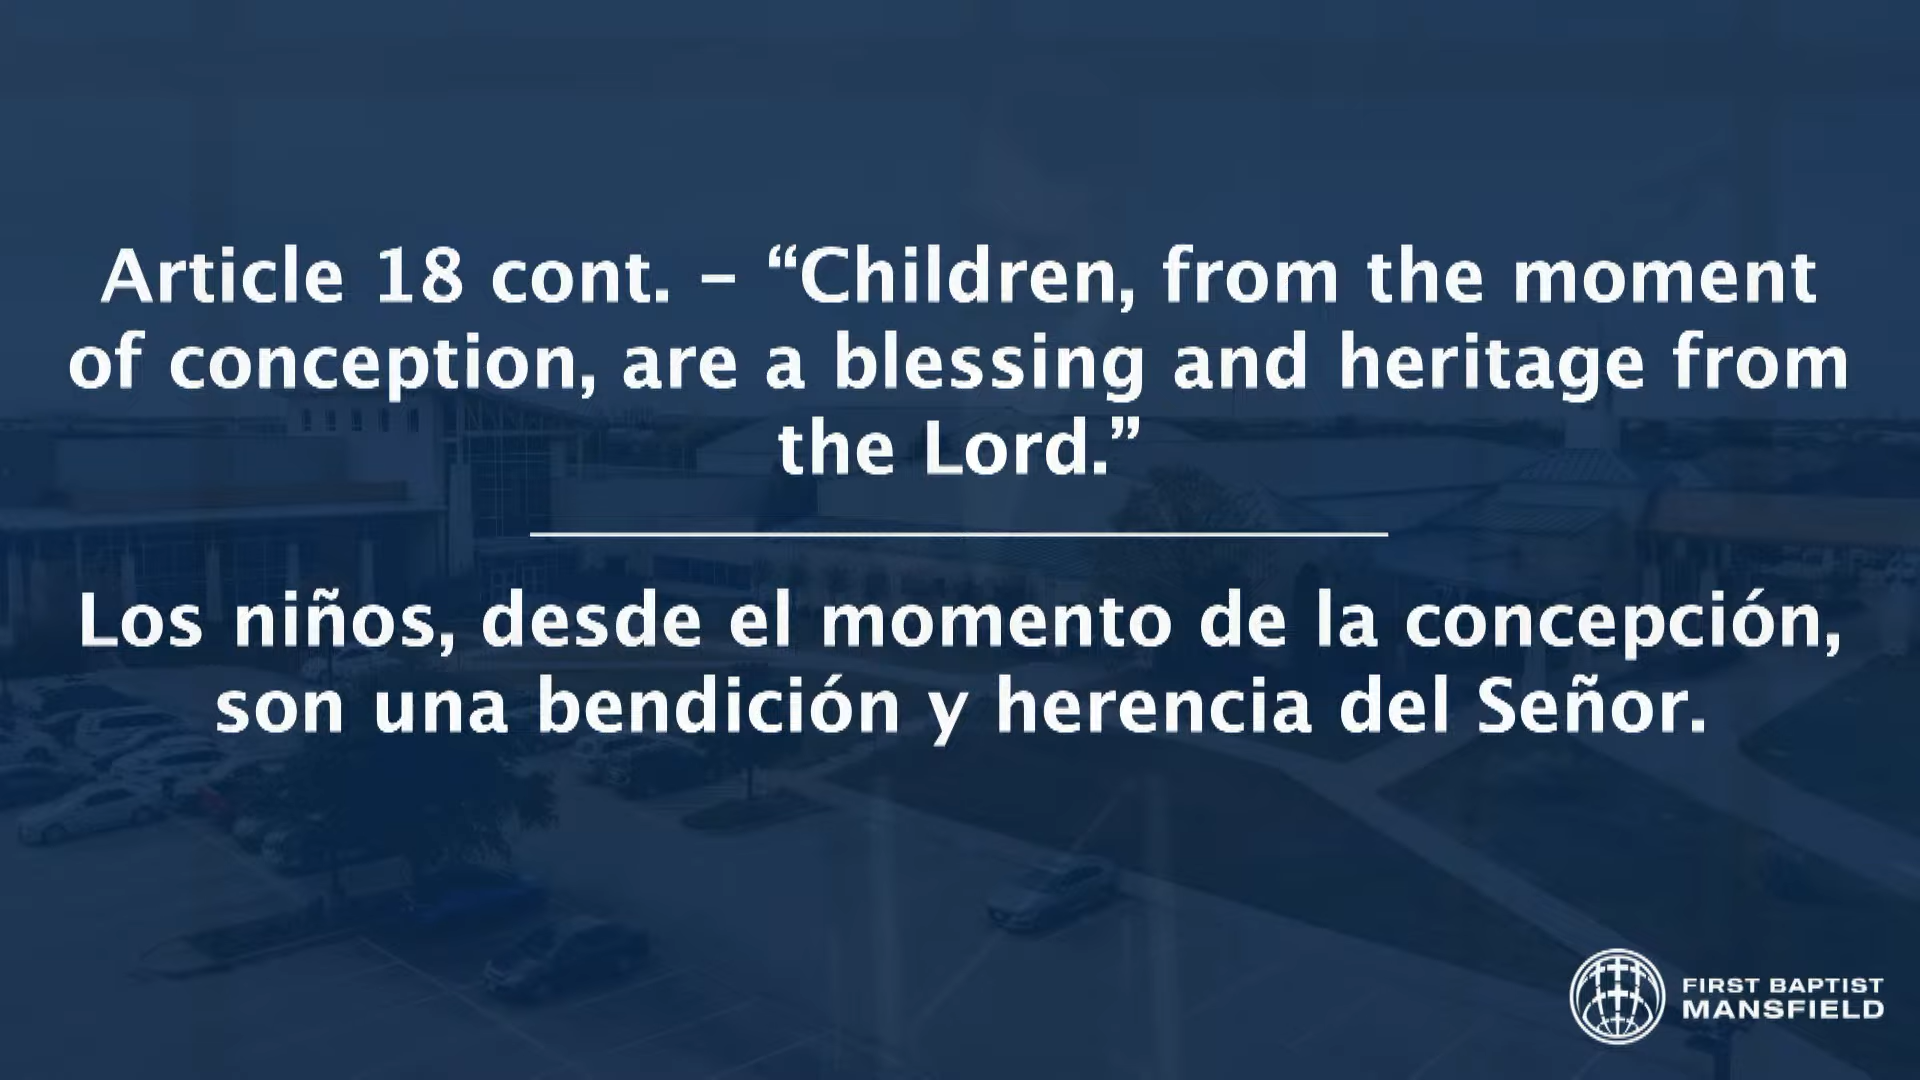 Article 18 cont. – “Children, from the moment
of conception, are a blessing and heritage from
the Lord.”
Los niños, desde el momento de la concepción,
son una bendición y herencia del Señor.
FIRST BAPTIST
MANSFIELD